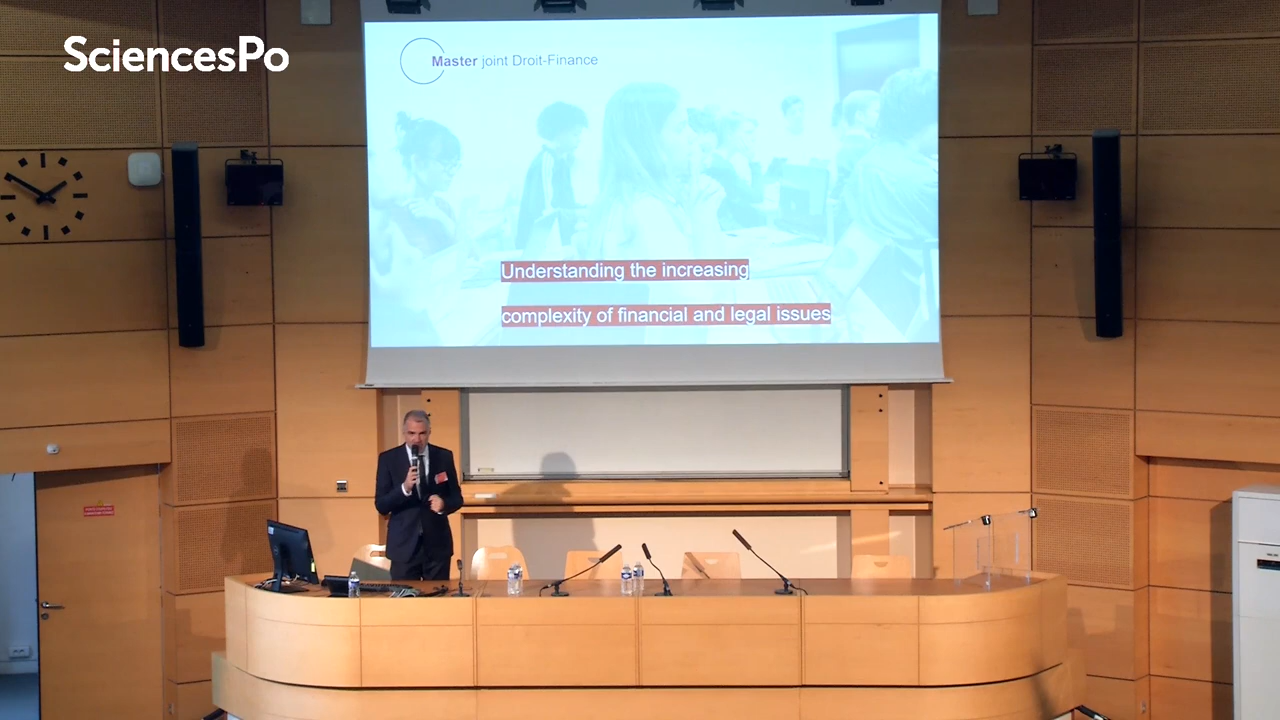 SciencesPo
Master joint Droit-Finance
Understanding the increasing
complexity of financial and legal issues